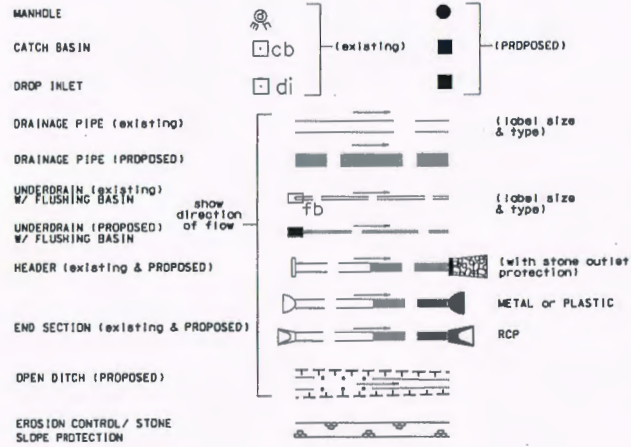 MANHOLE
CATCH BASIN
cb
(existing)
(PROPOSED)
DROP INLET
di
DRAINAGE PIPE (existing)
(label size
& type)
DRAINAGE PIPE (PROPOSED)
UNDERDRAIN (existing)
W/ FLUSHING BASIN
fb
(label size
& type)
show
direction
of flow
UNDERDRAIN (PROPOSED)
W/ FLUSHING BASIN
HEADER (existing & PROPOSED)
(with stone outlet
protection)
METAL or PLASTIC
END SECTION (existing & PROPOSED)
RCP
OPEN DITCH (PROPOSED)
EROSION CONTROL/ STONE
SLOPE PROTECTION